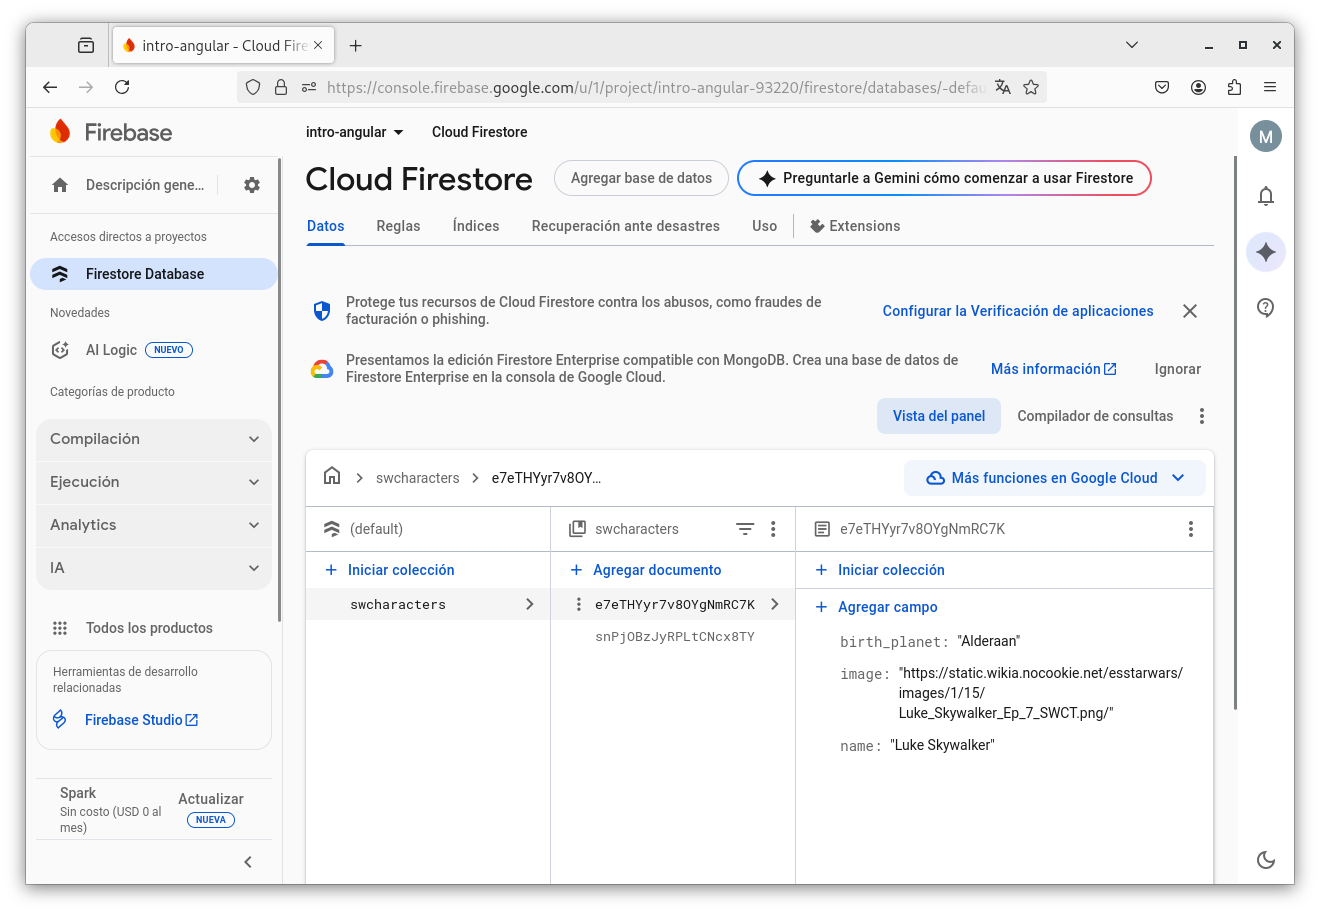 intro-angular - Cloud Fire
https://console.firebase.google.com/u/1/project/intro-angular-93220/firestore/databases/-defau
Firebase
intro-angular
Cloud Firestore
M
Cloud Firestore
Agregar base de datos
Preguntarle a Gemini cómo comenzar a usar Firestore
Descripción gene...
Datos
Reglas
Índices
Recuperación ante desastres
Uso
Extensions
Accesos directos a proyectos
Firestore Database
Novedades
AI Logic
NUEVO
Categorías de producto
Compilación
Ejecución
Analytics
IA
Todos los productos
Herramientas de desarrollo
relacionadas
Firebase Studio
Spark
Sin costo (USD 0 al
mes)
Actualizar
NUEVA
Protege tus recursos de Cloud Firestore contra los abusos, como fraudes de
facturación o phishing.
Configurar la Verificación de aplicaciones
Presentamos la edición Firestore Enterprise compatible con MongoDB. Crea una base de datos de
Firestore Enterprise en la consola de Google Cloud.
Más información
Ignorar
Vista del panel
Compilador de consultas
swcharacters
e7eTHYyr7v8OY...
Más funciones en Google Cloud
(default)
Iniciar colección
swcharacters
swcharacters
Agregar documento
e7eTHYyr7v8OYgNmRC7K
snPjOBzJyRPLtCNcx8TY
e7eTHYyr7v8OYgNmRC7K
Iniciar colección
Agregar campo
birth_planet: "Alderaan"
image: "https://static.wikia.nocookie.net/esstarwars/
images/1/15/
Luke_Skywalker_Ep_7_SWCT.png/"
name: "Luke Skywalker"